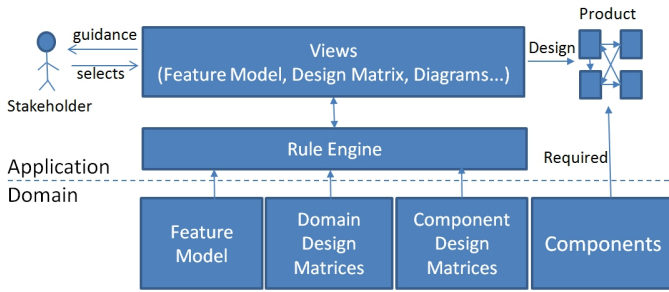 guidance
selects
Stakeholder
Views
(Feature Model, Design Matrix, Diagrams...)
Design
Product
Rule Engine
Required
Application
Domain
Feature
Model
Domain
Design
Matrices
Component
Design
Matrices
Components